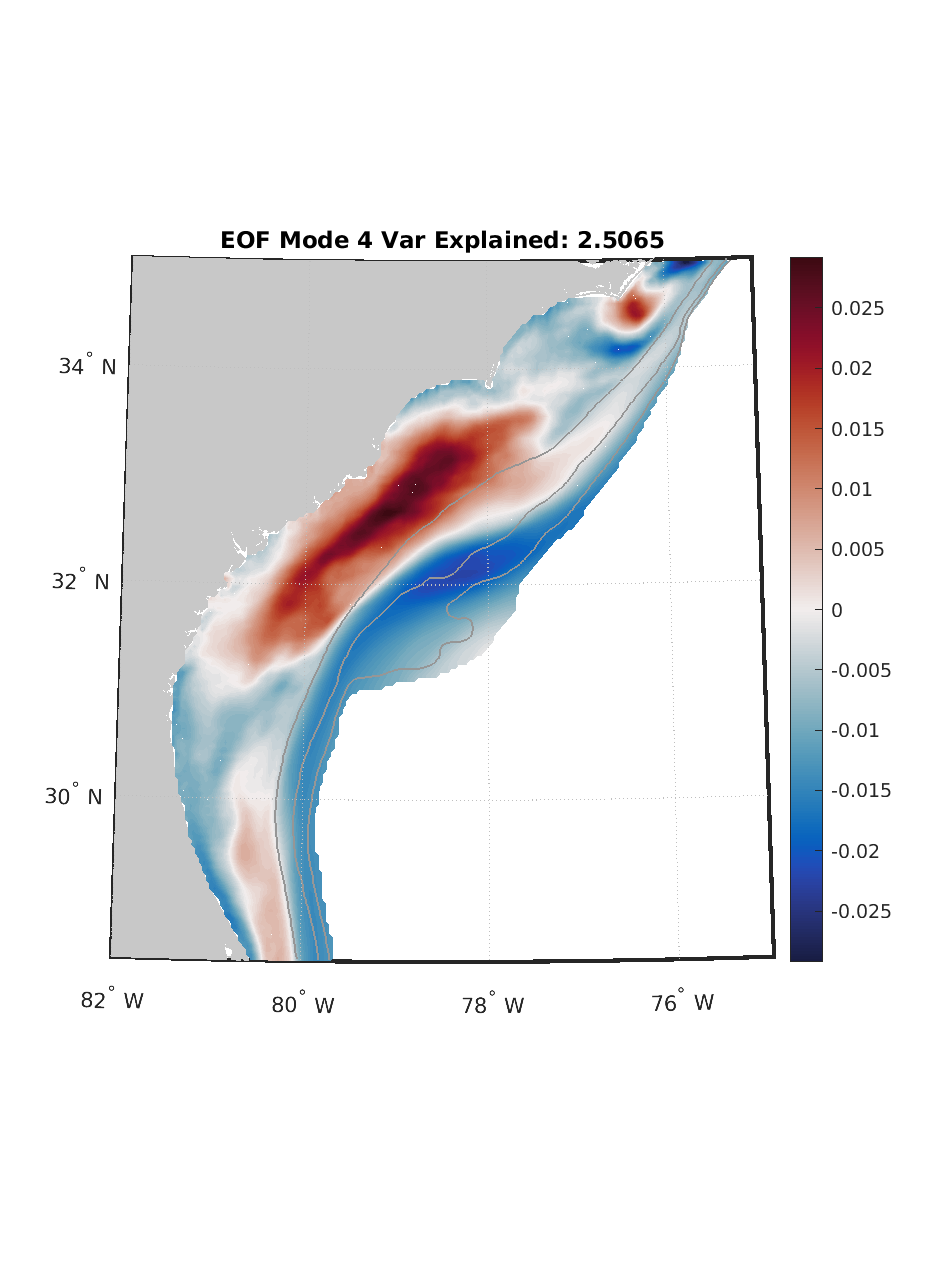 EOF Mode 4 Var Explained: 2.5065
34° N
32° N
30° N
82° W
80° W
78° W
76° W
0.025
0.02
0.015
0.01
0.005
0
-0.005
-0.01
-0.015
-0.02
-0.025